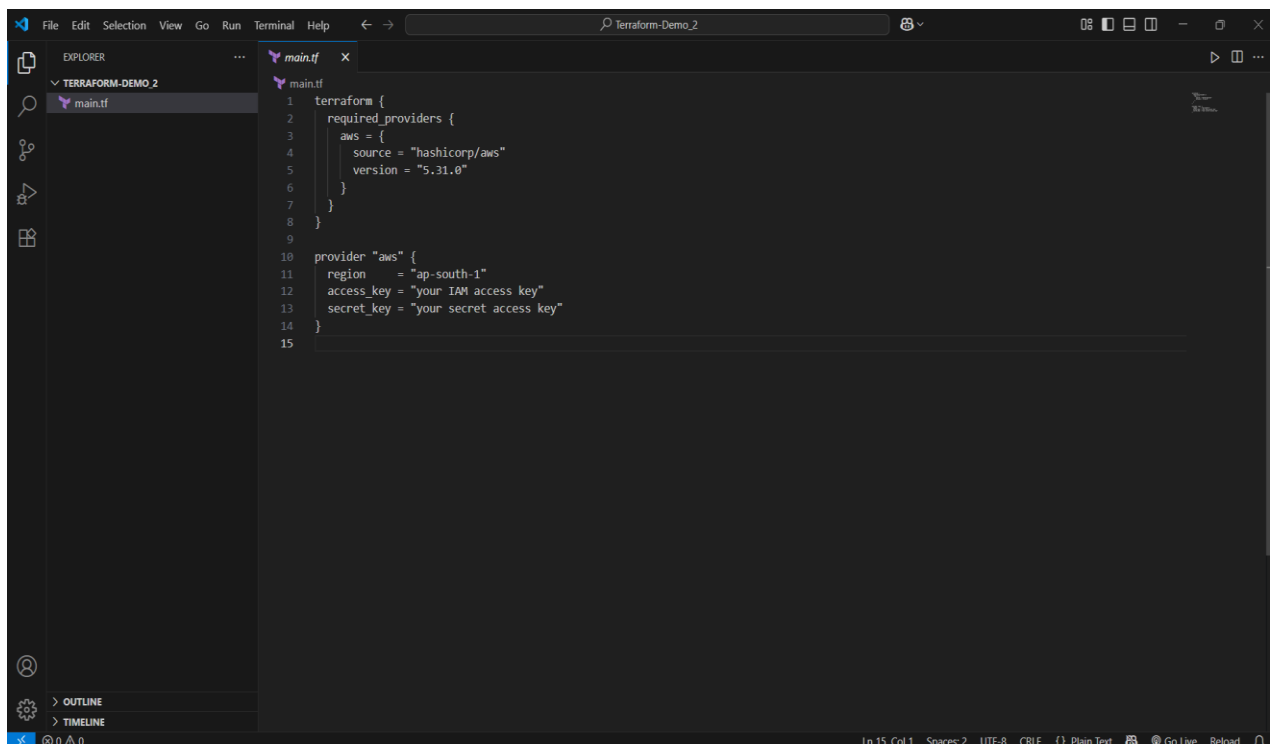 File Edit Selection View Go Run Terminal Help
Terraform-Demo_2
EXPLORER
TERRAFORM-DEMO_2
main.tf
main.tf
main.tf
1 terraform {
2 required_providers {
3 aws = {
4 source = "hashicorp/aws"
5 version = "5.31.0"
6 }
7 }
8 }
9
10 provider "aws" {
11 region     = "ap-south-1"
12 access_key = "your IAM access key"
13 secret_key = "your secret access key"
14 }
15
OUTLINE
TIMELINE
0 0 Ln 15, Col 1 Spaces: 2 UTF-8 CRLF {} Plain Text Go Live Reload